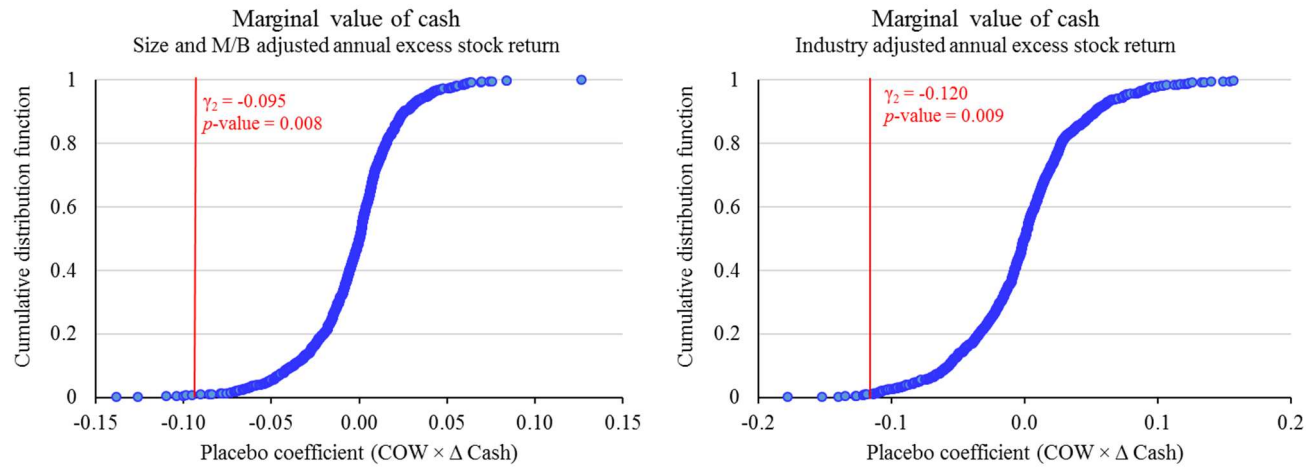 Marginal value of cash
Size and M/B adjusted annual excess stock return
Cumulative distribution function
1
0.8
0.6
0.4
0.2
0
γ₂ = -0.095
p-value = 0.008
-0.15
-0.10
-0.05
0.00
0.05
0.10
0.15
Placebo coefficient (COW × Δ Cash)
Marginal value of cash
Industry adjusted annual excess stock return
Cumulative distribution function
1
0.8
0.6
0.4
0.2
0
γ₂ = -0.120
p-value = 0.009
-0.2
-0.1
0.0
0.1
0.2
Placebo coefficient (COW × Δ Cash)